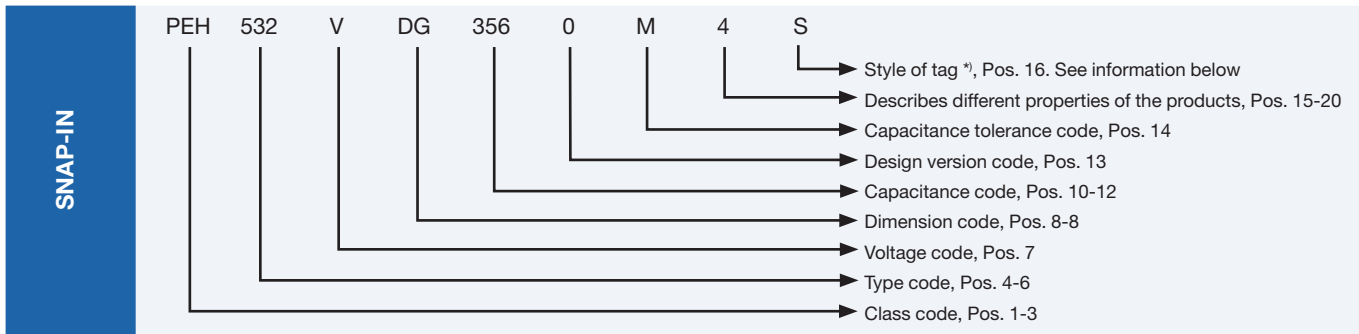 SNAP-IN
PEH 532 V DG 356 0 M 4 S
Style of tag *), Pos. 16. See information below
Describes different properties of the products, Pos. 15-20
Capacitance tolerance code, Pos. 14
Design version code, Pos. 13
Capacitance code, Pos. 10-12
Dimension code, Pos. 8-8
Voltage code, Pos. 7
Type code, Pos. 4-6
Class code, Pos. 1-3